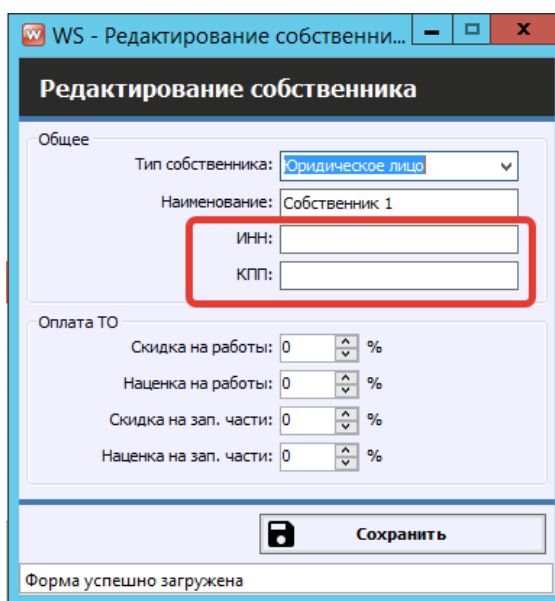 WS - Редактирование собственни...
Редактирование собственника
Общее
Тип собственника: Юридическое лицо
Наименование: Собственник 1
ИНН:
КПП:
Оплата ТО
Скидка на работы: 0 %
Наценка на работы: 0 %
Скидка на зап. части: 0 %
Наценка на зап. части: 0 %
Сохранить
Форма успешно загружена